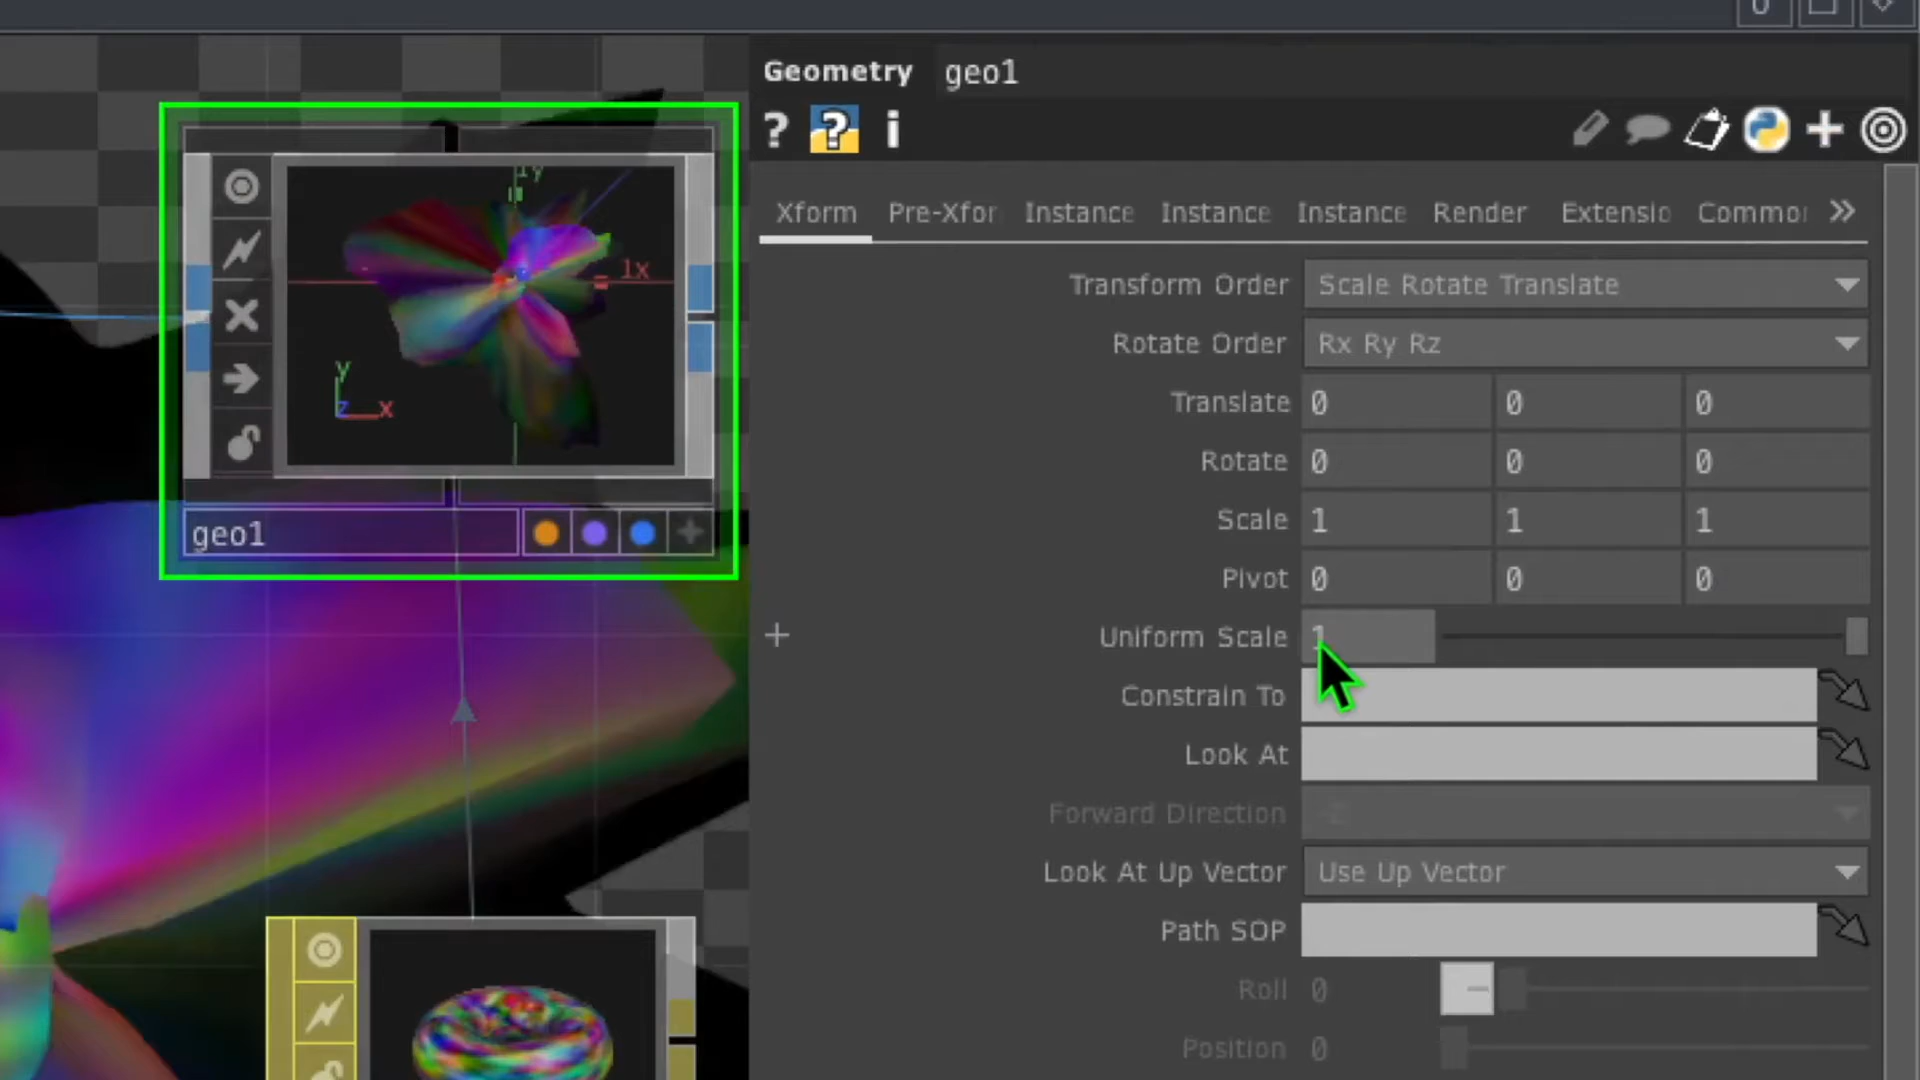 Geometry geo1
? ? i
Xform Pre-Xfor Instance Instance Instance Render Extensio Commo
Transform Order Scale Rotate Translate
Rotate Order Rx Ry Rz
Translate 0 0 0
Rotate 0 0 0
Scale 1 1 1
Pivot 0 0 0
Uniform Scale 1
Constrain To
Look At
Forward Direction -Z
Look At Up Vector Use Up Vector
Path SOP
Roll 0
Position 0
1y
1x
y
z x
geo1